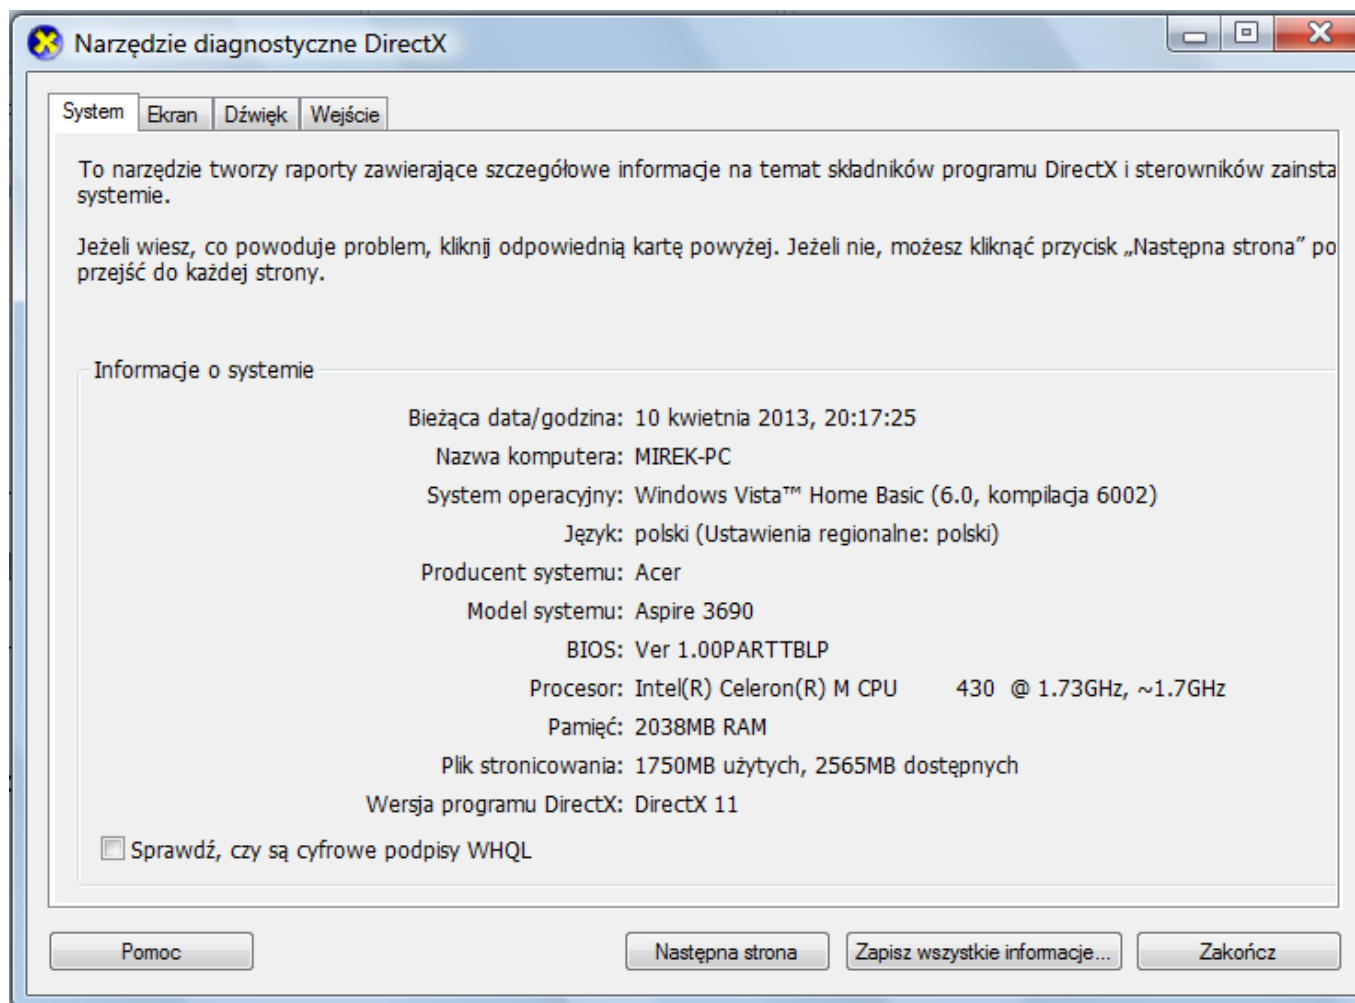 Narzędzie diagnostyczne DirectX
System Ekran Dźwięk Wejście
To narzędzie tworzy raporty zawierające szczegółowe informacje na temat składników programu DirectX i sterowników zainsta
systemie.
Jeżeli wiesz, co powoduje problem, kliknij odpowiednią kartę powyżej. Jeżeli nie, możesz kliknąć przycisk „Następna strona” po
przejść do każdej strony.
Informacje o systemie
Bieżąca data/godzina: 10 kwietnia 2013, 20:17:25
Nazwa komputera: MIREK-PC
System operacyjny: Windows Vista™ Home Basic (6.0, kompilacja 6002)
Język: polski (Ustawienia regionalne: polski)
Producent systemu: Acer
Model systemu: Aspire 3690
BIOS: Ver 1.00PARTTBLP
Procesor: Intel(R) Celeron(R) M CPU 430 @ 1.73GHz, ~1.7GHz
Pamięć: 2038MB RAM
Plik stronicowania: 1750MB użytych, 2565MB dostępnych
Wersja programu DirectX: DirectX 11
Sprawdź, czy są cyfrowe podpisy WHQL
Pomoc Następna strona Zapisz wszystkie informacje... Zakończ